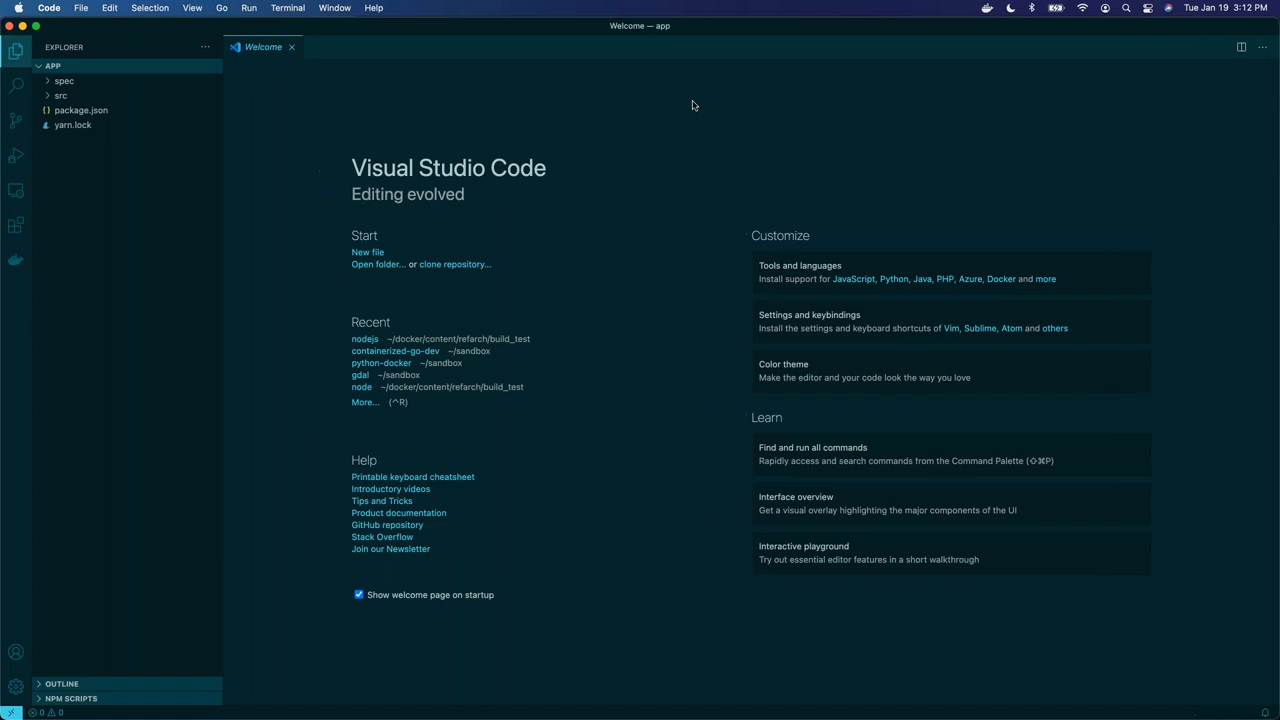 Code File Edit Selection View Go Run Terminal Window Help
Tue Jan 19 3:12 PM
Welcome — app
EXPLORER
Welcome
APP
spec
src
package.json
yarn.lock
Visual Studio Code
Editing evolved
Start
New file
Open folder... or clone repository...
Recent
nodejs ~/docker/content/refarch/build_test
containerized-go-dev ~/sandbox
python-docker ~/sandbox
gdal ~/sandbox
node ~/docker/content/refarch/build_test
More... (^R)
Help
Printable keyboard cheatsheet
Introductory videos
Tips and Tricks
Product documentation
GitHub repository
Stack Overflow
Join our Newsletter
Show welcome page on startup
Customize
Tools and languages
Install support for JavaScript, Python, Java, PHP, Azure, Docker and more
Settings and keybindings
Install the settings and keyboard shortcuts of Vim, Sublime, Atom and others
Color theme
Make the editor and your code look the way you love
Learn
Find and run all commands
Rapidly access and search commands from the Command Palette (⇧⌘P)
Interface overview
Get a visual overlay highlighting the major components of the UI
Interactive playground
Try out essential editor features in a short walkthrough
OUTLINE
NPM SCRIPTS
0 0